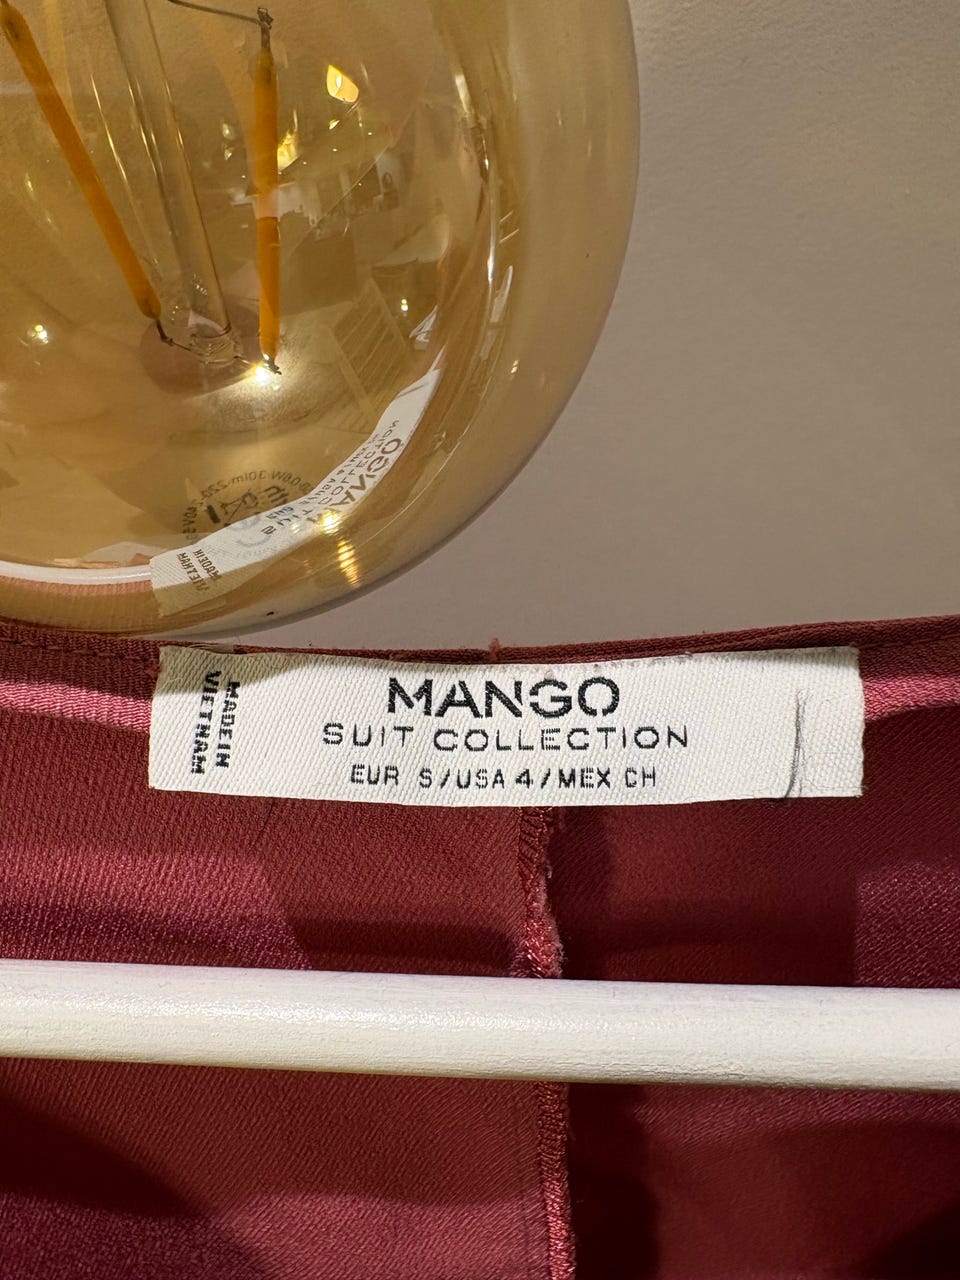 MANGO
SUIT COLLECTION
EUR S/USA 4/MEX CH
MADE IN
VIETNAM